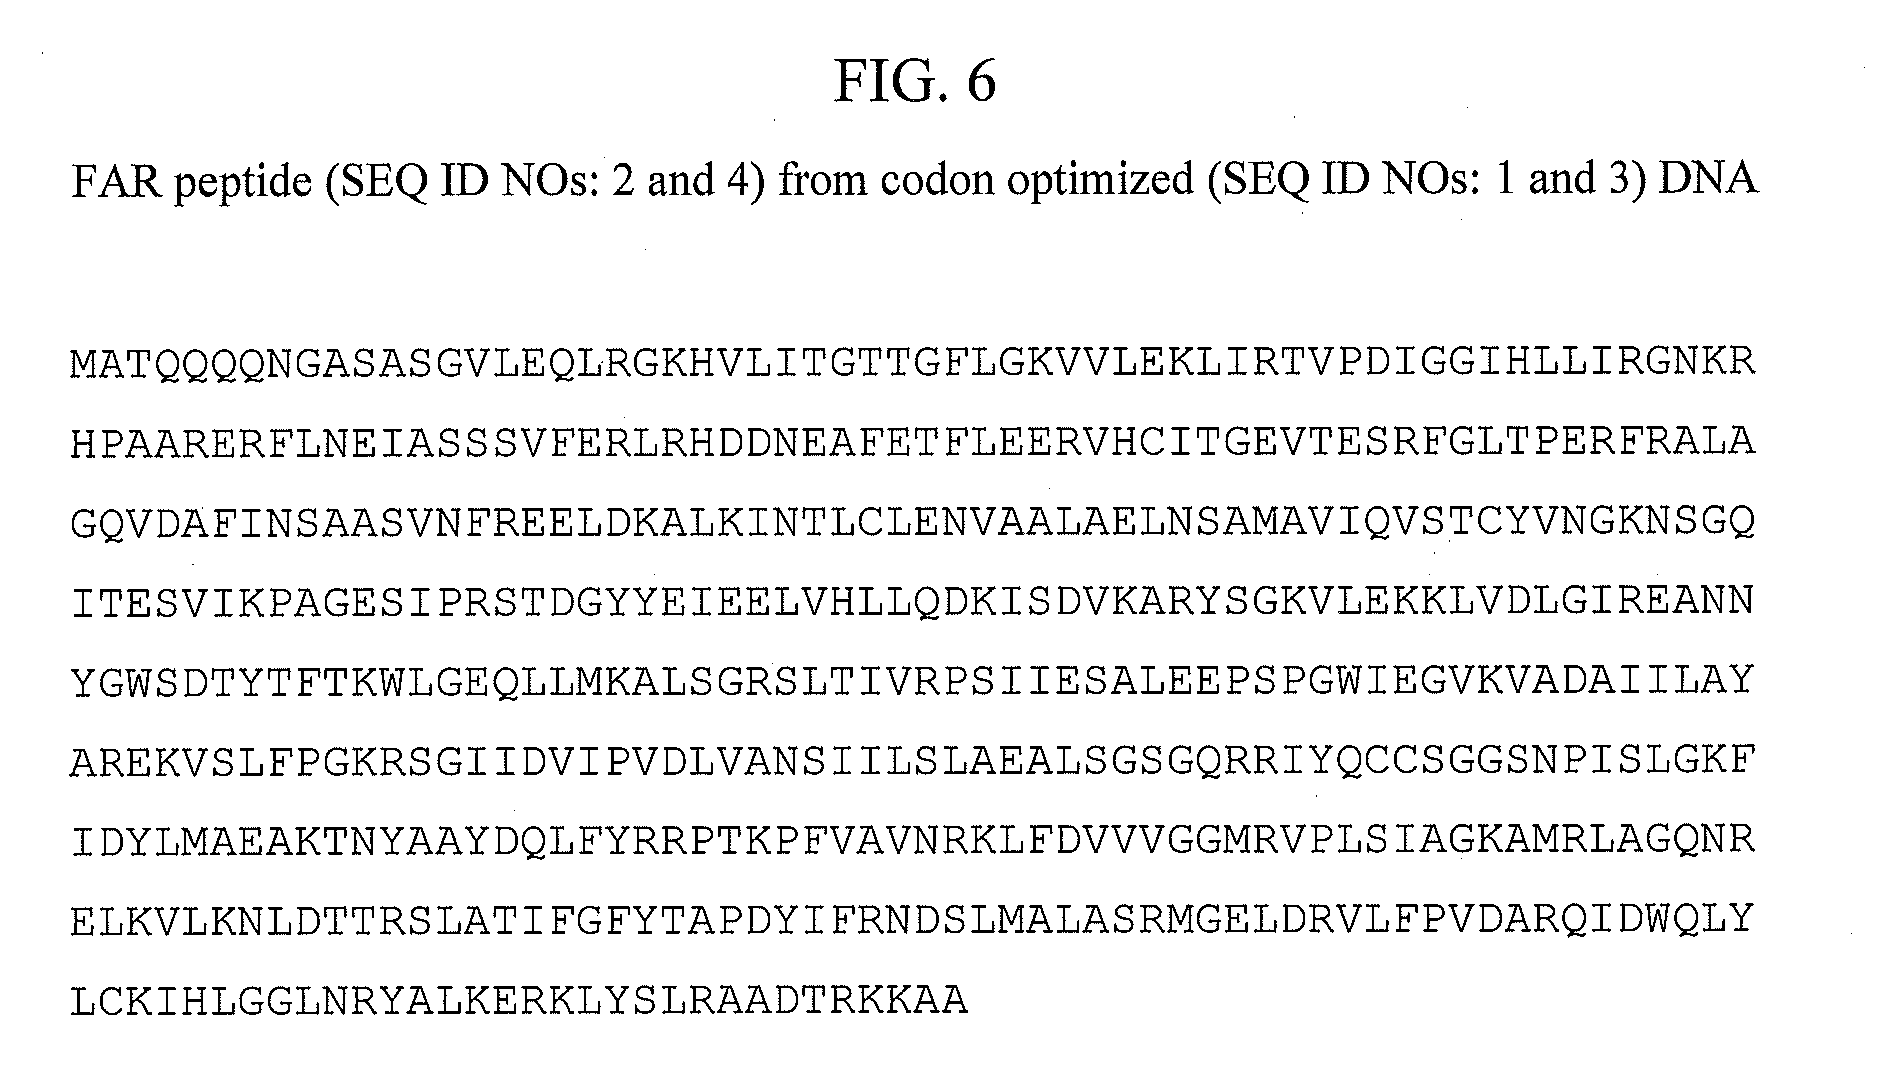 FIG. 6
FAR peptide (SEQ ID NOs: 2 and 4) from codon optimized (SEQ ID NOs: 1 and 3) DNA
MATQQQQNGASASGVLEQLRGKHVLITGTTGFLGKVVLEKLIRTVPDIGGIHLLIRGNKR
HPAARERFLNEIASSSVFERLRHDDNEAFETFLEERVHCITGEVTESRFGLTPERFRALA
GQVDAFINSAASVNFREELDKALKINTLCLENVAALAELNSAMAVIQVSTCYVNGKNSGQ
ITESVIKPAGESIPRSTDGYYEIEELVHLLQDKISDVKARYSGKVLEKKLVDLGIREANN
YGWSDTYTFTKWLGEQLLMKALSGRSLTIVRPSIIESALEEPSPGWIEGVKVADAIILAY
AREKVSLFPGKRSGIIDVIPVDLVANSIILSLAEALSGSGQRRIYQCCSGGSNPISLGKF
IDYLMAEAKTNYAAYDQLFYRRPTKPFVAVNRKLFDVVVGGMRVPLSIAGKAMRLAGQNR
ELKVLKNLDTTRSLATIFGFYTAPDYIFRNDSLMALASRMGELDRVLFPVDARQIDWQLY
LCKIHLGGLNRYALKERKLYSLRAADTRKKAA